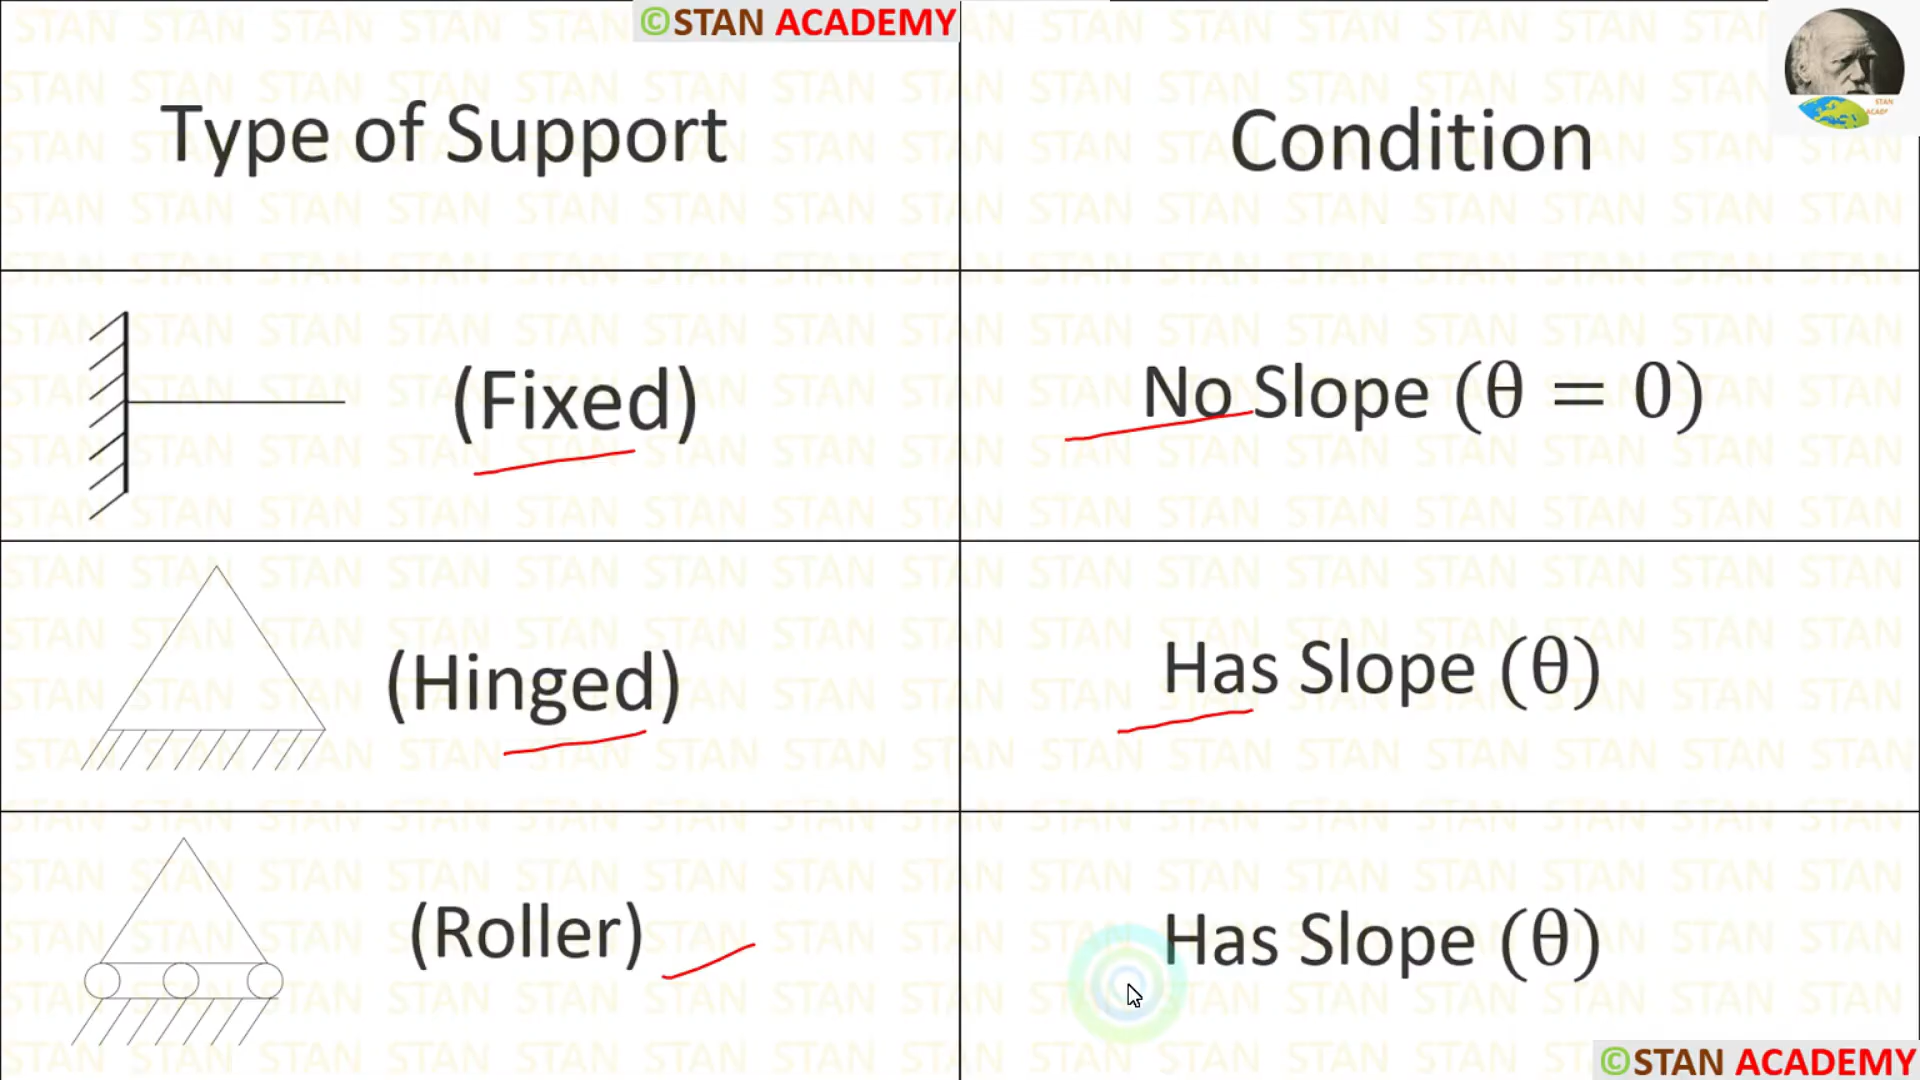 ©STAN ACADEMY
Type of Support
Condition
(Fixed)
No Slope (θ = 0)
(Hinged)
Has Slope (θ)
(Roller)
Has Slope (θ)
©STAN ACADEMY